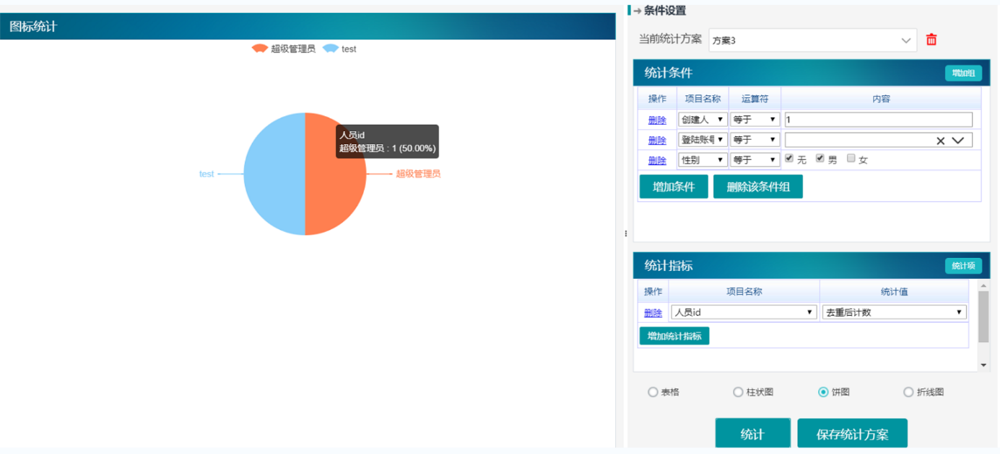 图标统计
超级管理员 test
人员id
超级管理员 : 1 (50.00%)
test
超级管理员
条件设置
当前统计方案 方案3
统计条件 增加组
操作 项目名称 运算符 内容
删除 创建人 等于 1
删除 登陆账号 等于
删除 性别 等于 无 男 女
增加条件 删除该条件组
统计指标 统计项
操作 项目名称 统计值
删除 人员id 去重后计数
增加统计指标
表格 柱状图 饼图 折线图
统计 保存统计方案